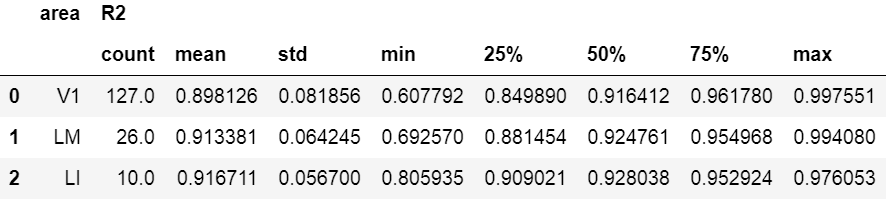 area R2
count mean std min 25% 50% 75% max
0 V1 127.0 0.898126 0.081856 0.607792 0.849890 0.916412 0.961780 0.997551
1 LM 26.0 0.913381 0.064245 0.692570 0.881454 0.924761 0.954968 0.994080
2 LI 10.0 0.916711 0.056700 0.805935 0.909021 0.928038 0.952924 0.976053